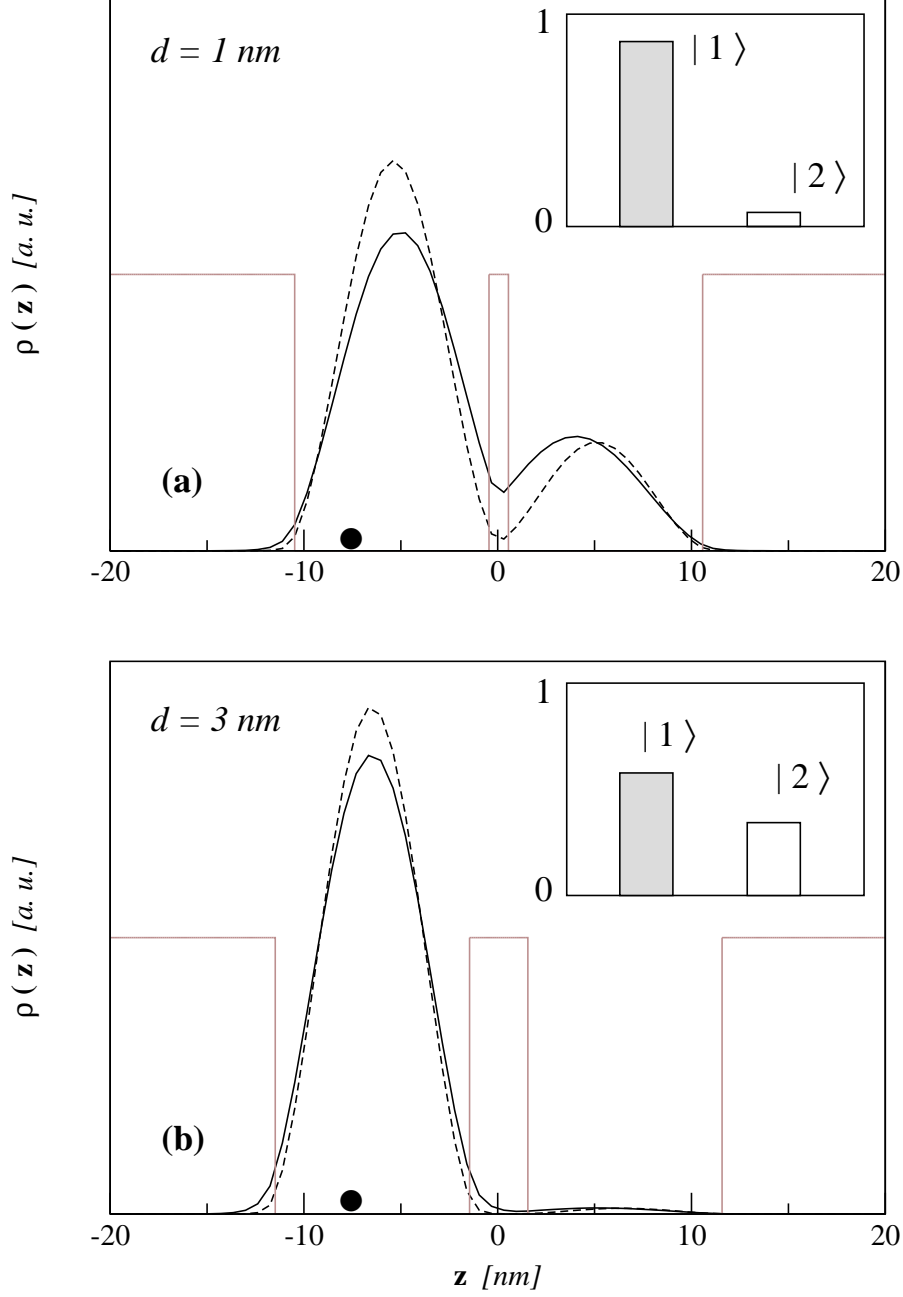 d = 1 nm
1
| 1 ⟩
| 2 ⟩
0
ρ ( z ) [a. u.]
(a)
-20 -10 0 10 20
d = 3 nm
1
| 1 ⟩
| 2 ⟩
0
ρ ( z ) [a. u.]
(b)
-20 -10 0 10 20
z [nm]